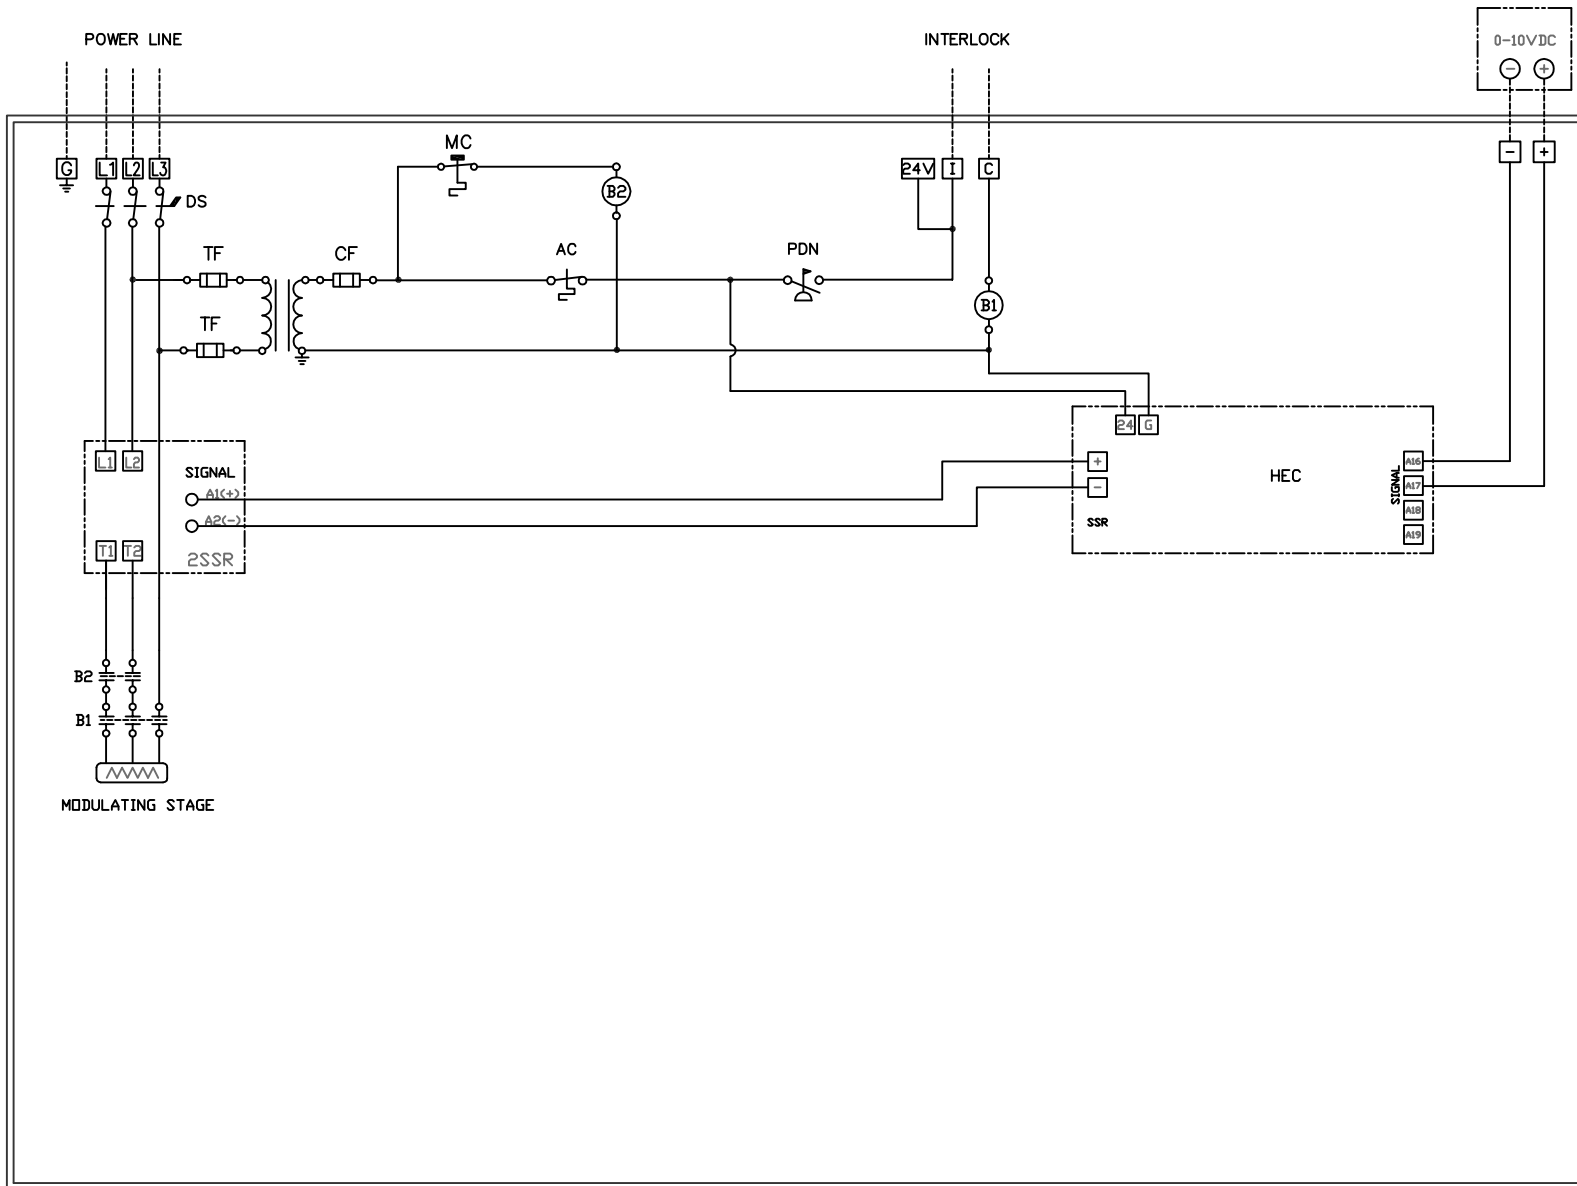 POWER LINE
INTERLOCK
0-10VDC
- +
G L1 L2 L3
DS
MC
B2
24V I C
- +
TF
CF
AC
PDN
TF
B1
24 G
L1 L2
SIGNAL
A1(+)
A2(-)
T1 T2
2SSR
+
-
SSR
HEC
SIGNAL
A16
A17
A18
A19
B2
B1
MODULATING STAGE